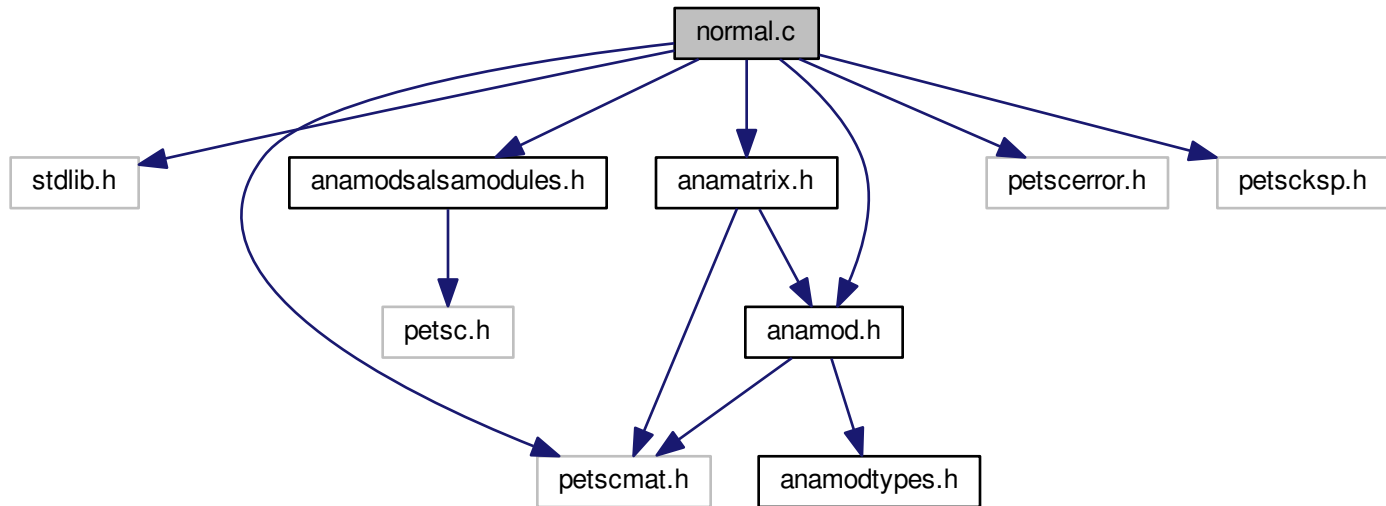 normal.c
stdlib.h
anamodsalsamodules.h
anamatrix.h
petscerror.h
petscksp.h
petsc.h
anamod.h
petscmat.h
anamodtypes.h